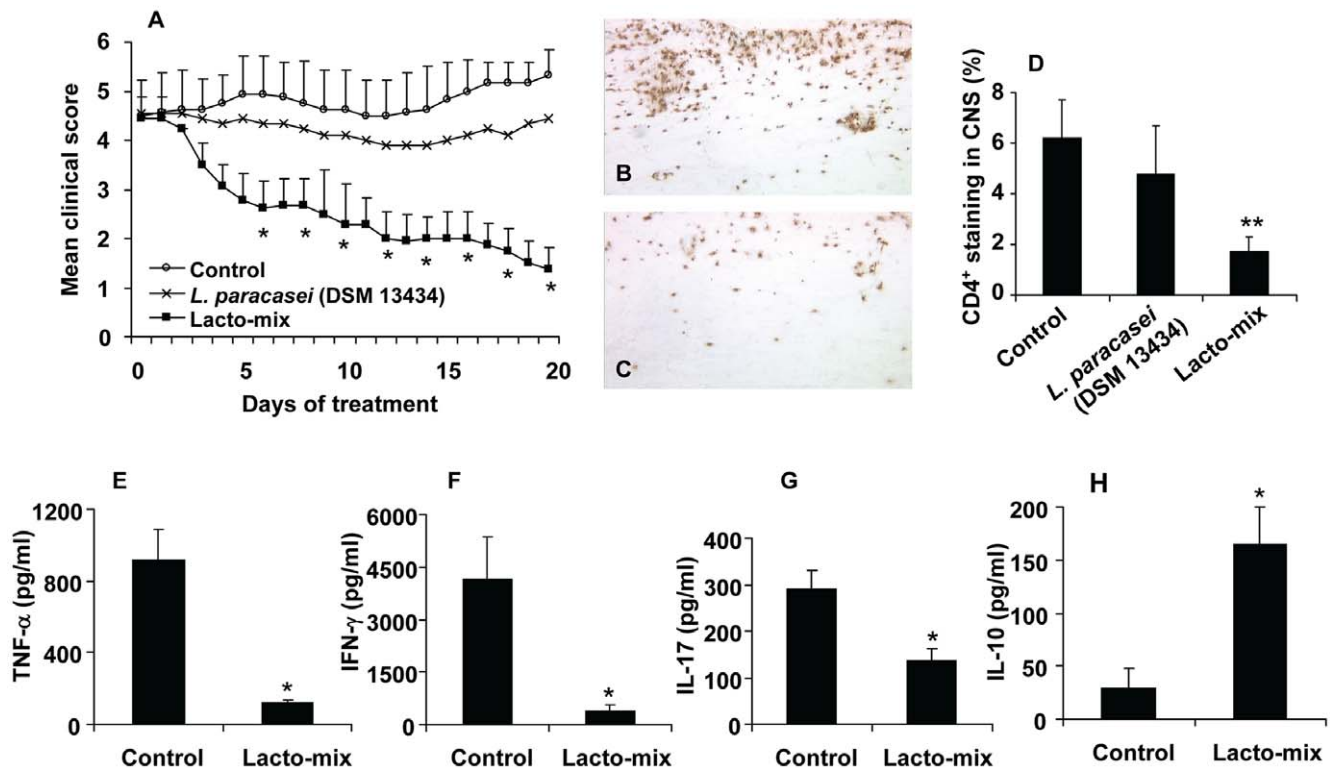 A
Mean clinical score
6
5
4
3
2
1
0
Control
L. paracasei (DSM 13434)
Lacto-mix
* * * * * * * *
0 5 10 15 20
Days of treatment
B
C
D
CD4⁺ staining in CNS (%)
8
6
4
2
0
**
Control
L. paracasei
(DSM 13434)
Lacto-mix
E
TNF-α (pg/ml)
1200
800
400
0
*
Control Lacto-mix
F
IFN-γ (pg/ml)
6000
4500
3000
1500
0
*
Control Lacto-mix
G
IL-17 (pg/ml)
400
300
200
100
0
*
Control Lacto-mix
H
IL-10 (pg/ml)
200
150
100
50
0
*
Control Lacto-mix